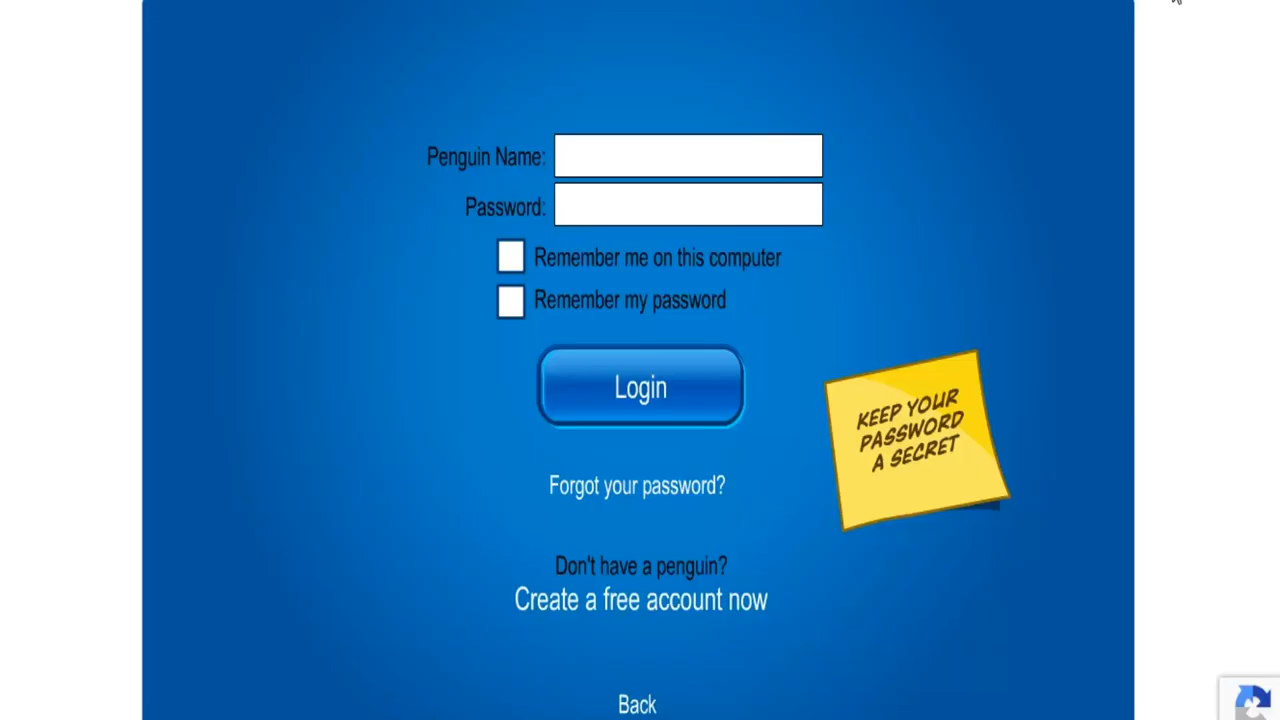 Penguin Name:
Password:
Remember me on this computer
Remember my password
Login
KEEP YOUR
PASSWORD
A SECRET
Forgot your password?
Don't have a penguin?
Create a free account now
Back